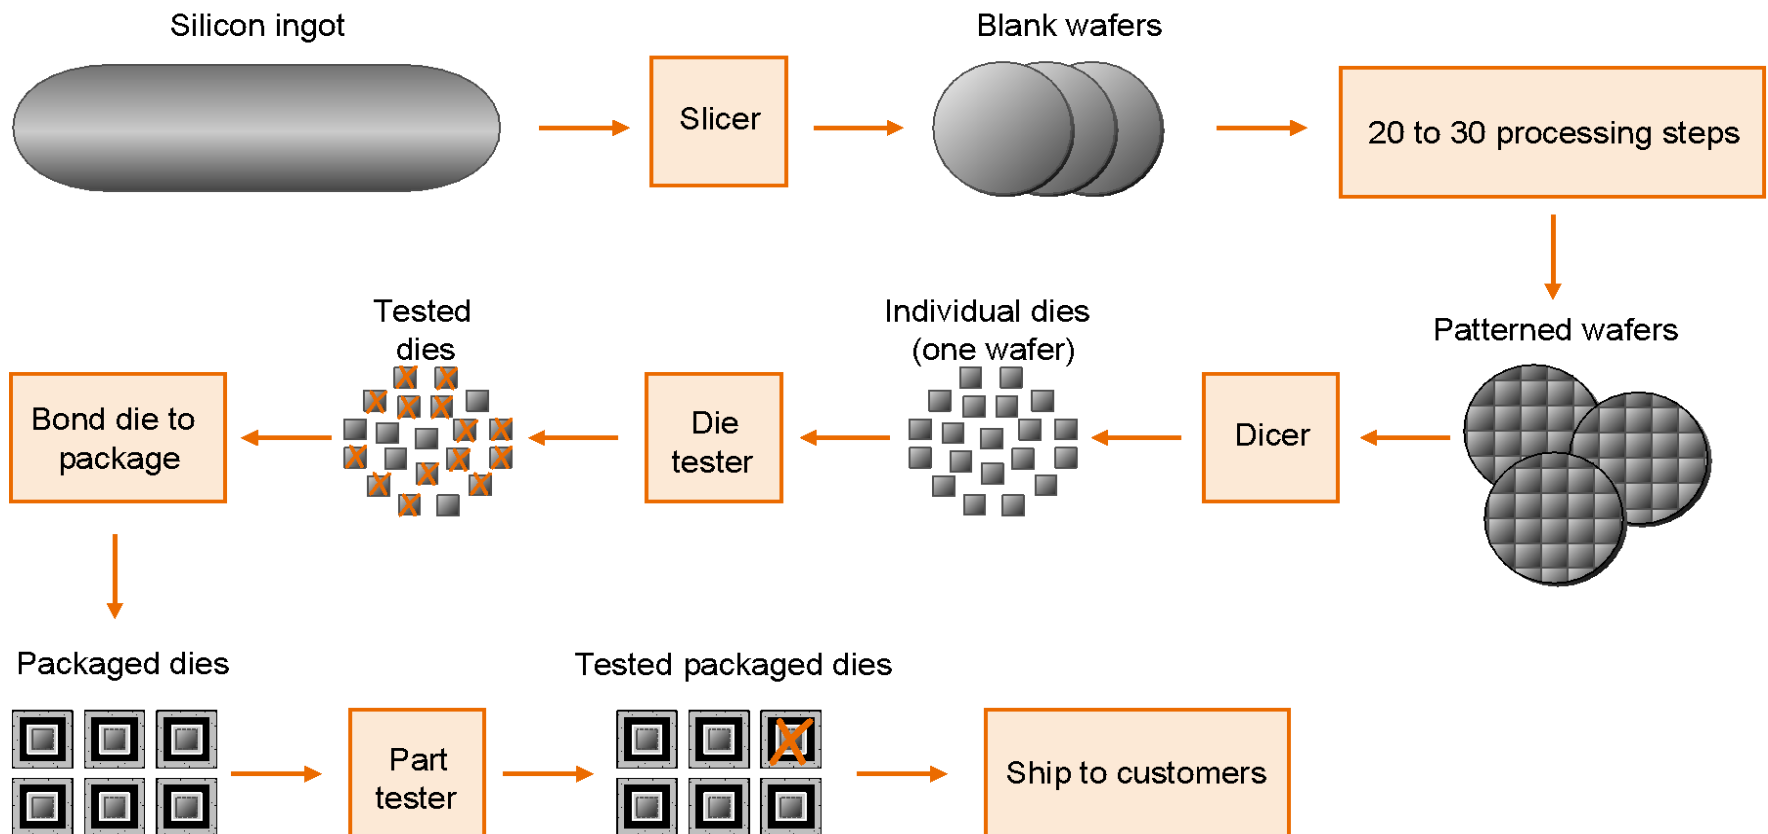 Silicon ingot
Slicer
Blank wafers
20 to 30 processing steps
Patterned wafers
Dicer
Individual dies
(one wafer)
Die
tester
Tested
dies
Bond die to
package
Packaged dies
Part
tester
Tested packaged dies
Ship to customers